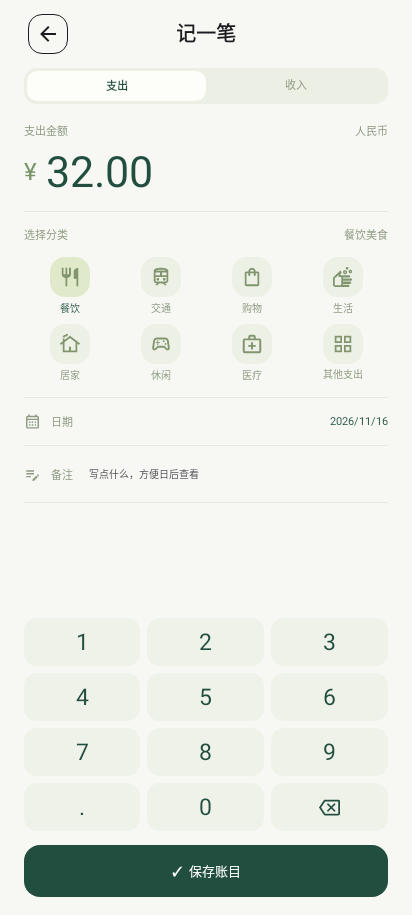 记一笔
支出 收入
支出金额 人民币
¥ 32.00
选择分类 餐饮美食
餐饮 交通 购物 生活
居家 休闲 医疗 其他支出
日期 2026/11/16
备注 写点什么，方便日后查看
1 2 3
4 5 6
7 8 9
. 0
✓ 保存账目